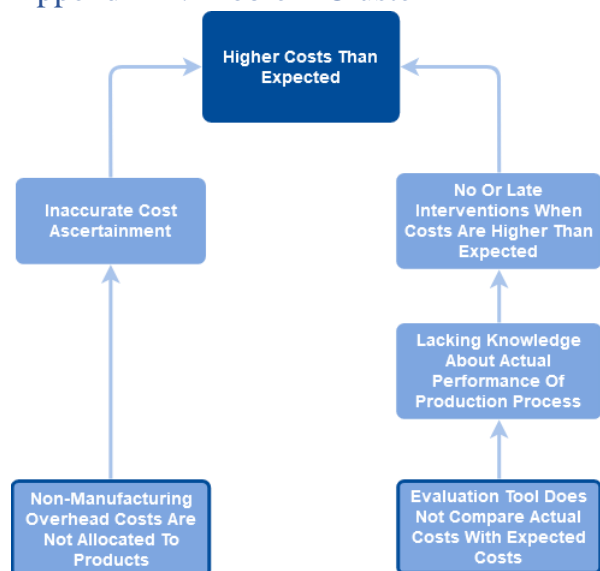 Higher Costs Than
Expected
Inaccurate Cost
Ascertainment
No Or Late
Interventions When
Costs Are Higher Than
Expected
Lacking Knowledge
About Actual
Performance Of
Production Process
Non-Manufacturing
Overhead Costs Are
Not Allocated To
Products
Evaluation Tool Does
Not Compare Actual
Costs With Expected
Costs